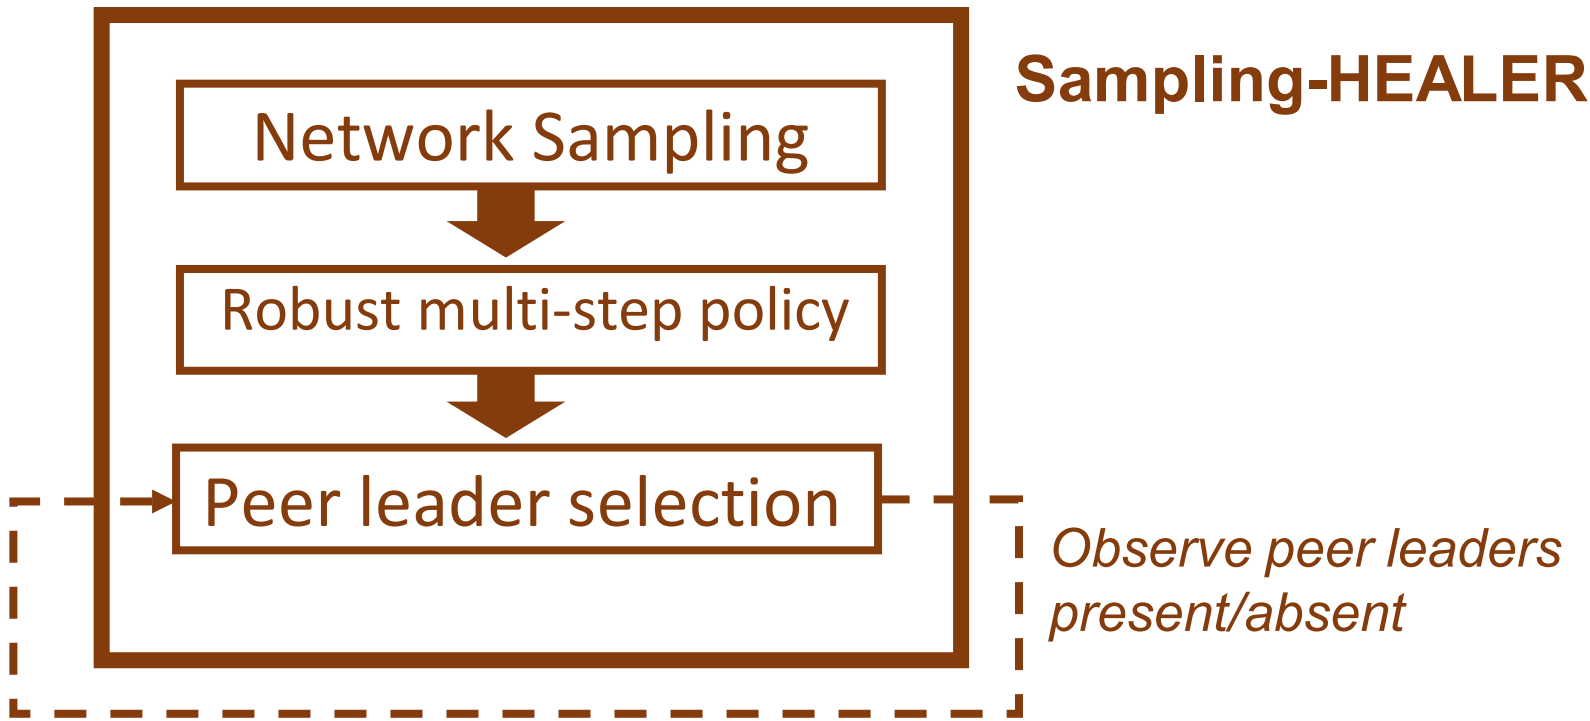 Sampling-HEALER
Network Sampling
Robust multi-step policy
Peer leader selection
Observe peer leaders
present/absent